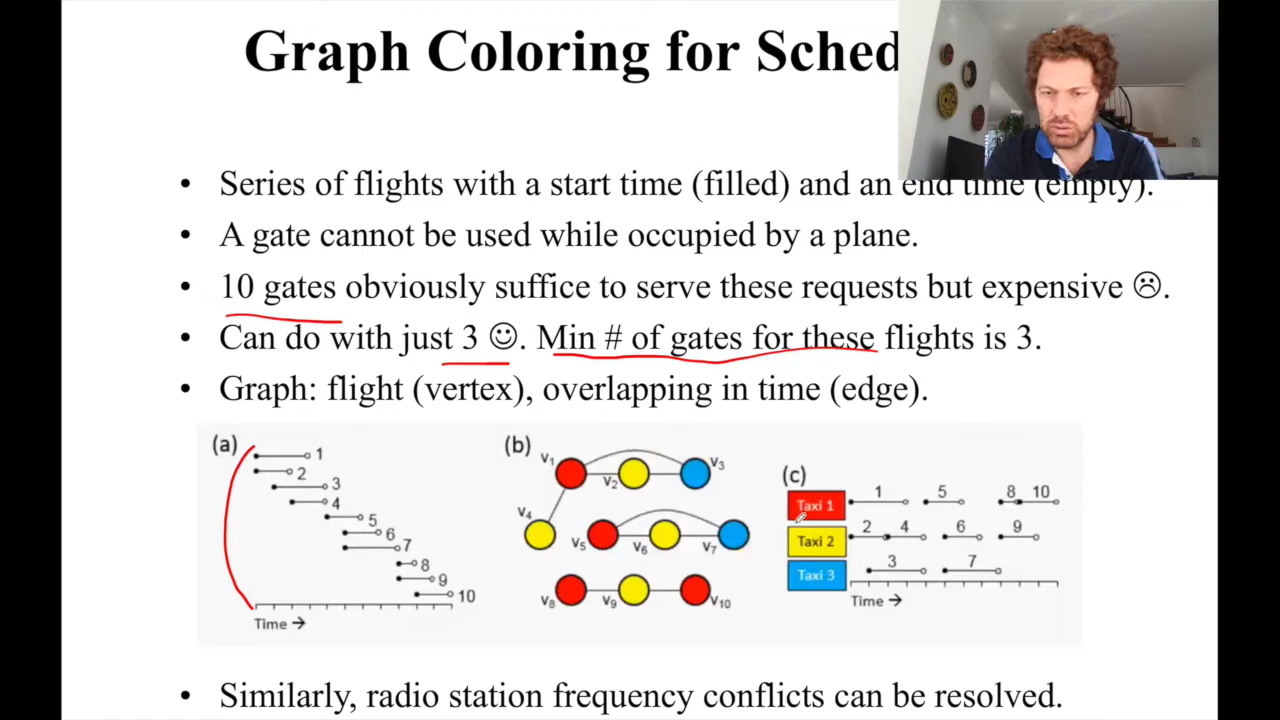 Graph Coloring for Sched
• Series of flights with a start time (filled) and an end time (empty).
• A gate cannot be used while occupied by a plane.
• 10 gates obviously suffice to serve these requests but expensive ☹.
• Can do with just 3 ☺. Min # of gates for these flights is 3.
• Graph: flight (vertex), overlapping in time (edge).
(a)
1
2
3
4
5
6
7
8
9
10
Time →
(b)
V1 V2 V3
V4 V5 V6 V7
V8 V9 V10
(c)
Taxi 1 1 5 8 10
Taxi 2 2 4 6 9
Taxi 3 3 7
Time →
• Similarly, radio station frequency conflicts can be resolved.